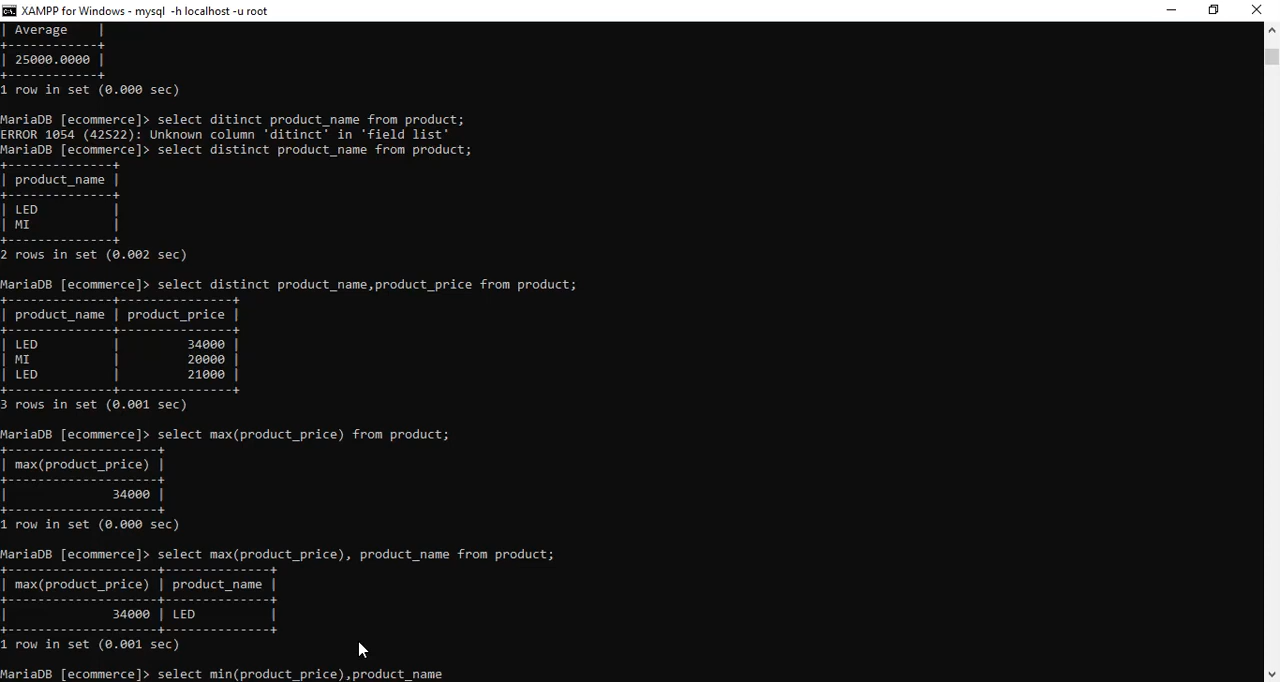 XAMPP for Windows - mysql -h localhost -u root
| Average    |
+------------+
| 25000.0000 |
+------------+
1 row in set (0.000 sec)
MariaDB [ecommerce]> select ditinct product_name from product;
ERROR 1054 (42S22): Unknown column 'ditinct' in 'field list'
MariaDB [ecommerce]> select distinct product_name from product;
+--------------+
| product_name |
+--------------+
| LED          |
| MI           |
+--------------+
2 rows in set (0.002 sec)
MariaDB [ecommerce]> select distinct product_name,product_price from product;
+--------------+---------------+
| product_name | product_price |
+--------------+---------------+
| LED          |         34000 |
| MI           |         20000 |
| LED          |         21000 |
+--------------+---------------+
3 rows in set (0.001 sec)
MariaDB [ecommerce]> select max(product_price) from product;
+--------------------+
| max(product_price) |
+--------------------+
|              34000 |
+--------------------+
1 row in set (0.000 sec)
MariaDB [ecommerce]> select max(product_price), product_name from product;
+--------------------+--------------+
| max(product_price) | product_name |
+--------------------+--------------+
|              34000 | LED          |
+--------------------+--------------+
1 row in set (0.001 sec)
MariaDB [ecommerce]> select min(product_price),product_name